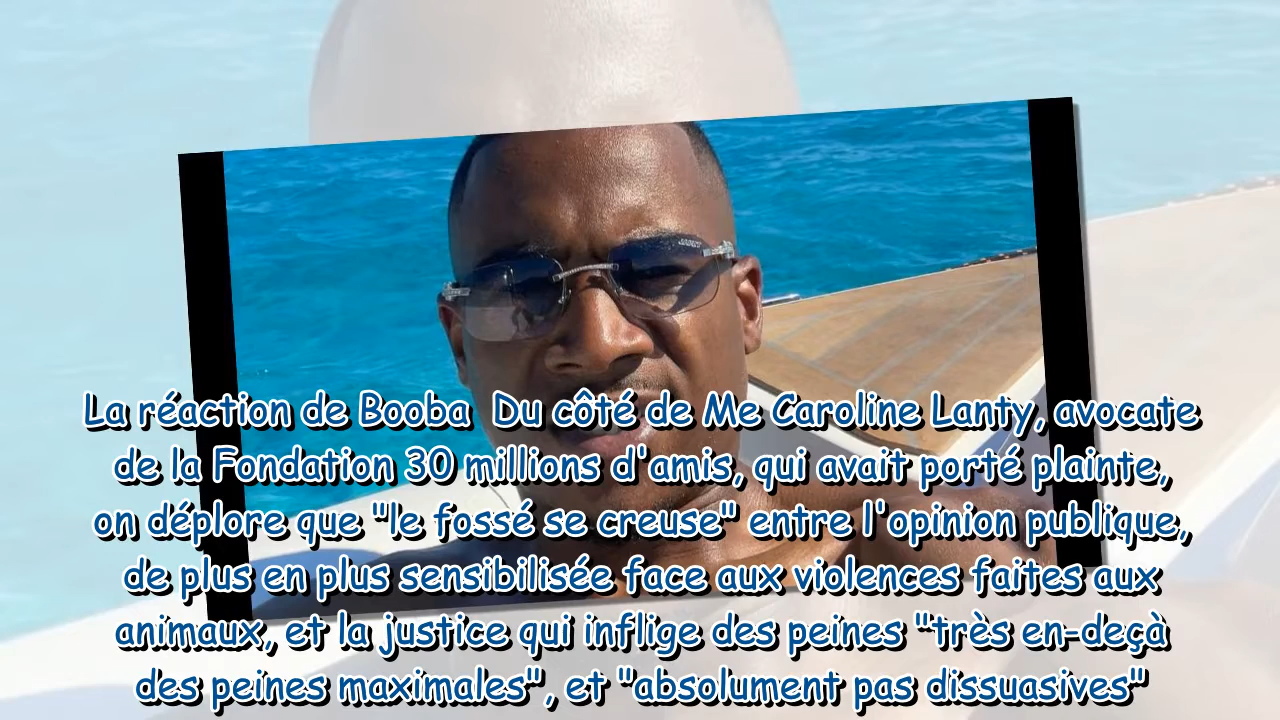 La réaction de Booba  Du côté de Me Caroline Lanty, avocate
de la Fondation 30 millions d'amis, qui avait porté plainte,
on déplore que "le fossé se creuse" entre l'opinion publique,
de plus en plus sensibilisée face aux violences faites aux
animaux, et la justice qui inflige des peines "très en-deçà
des peines maximales", et "absolument pas dissuasives"